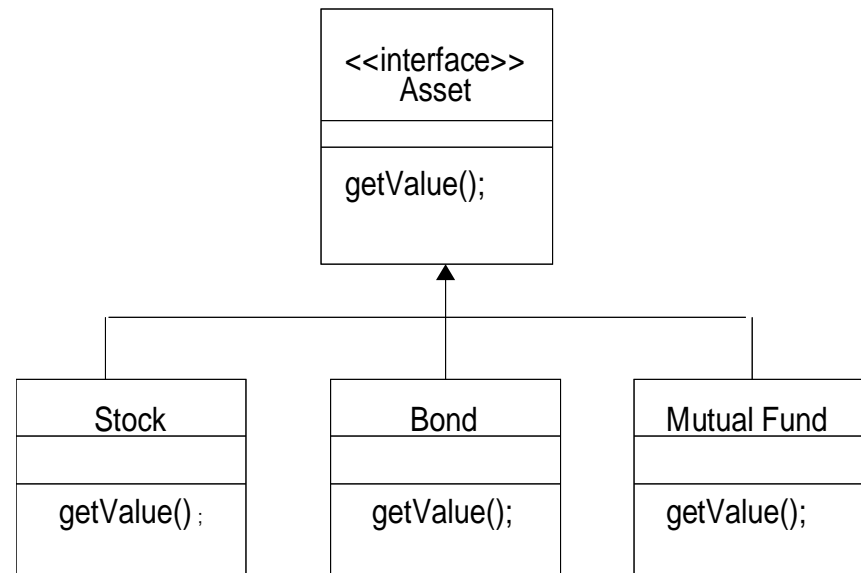 <<interface>>
Asset
getValue();
Stock
getValue() ;
Bond
getValue();
Mutual Fund
getValue();